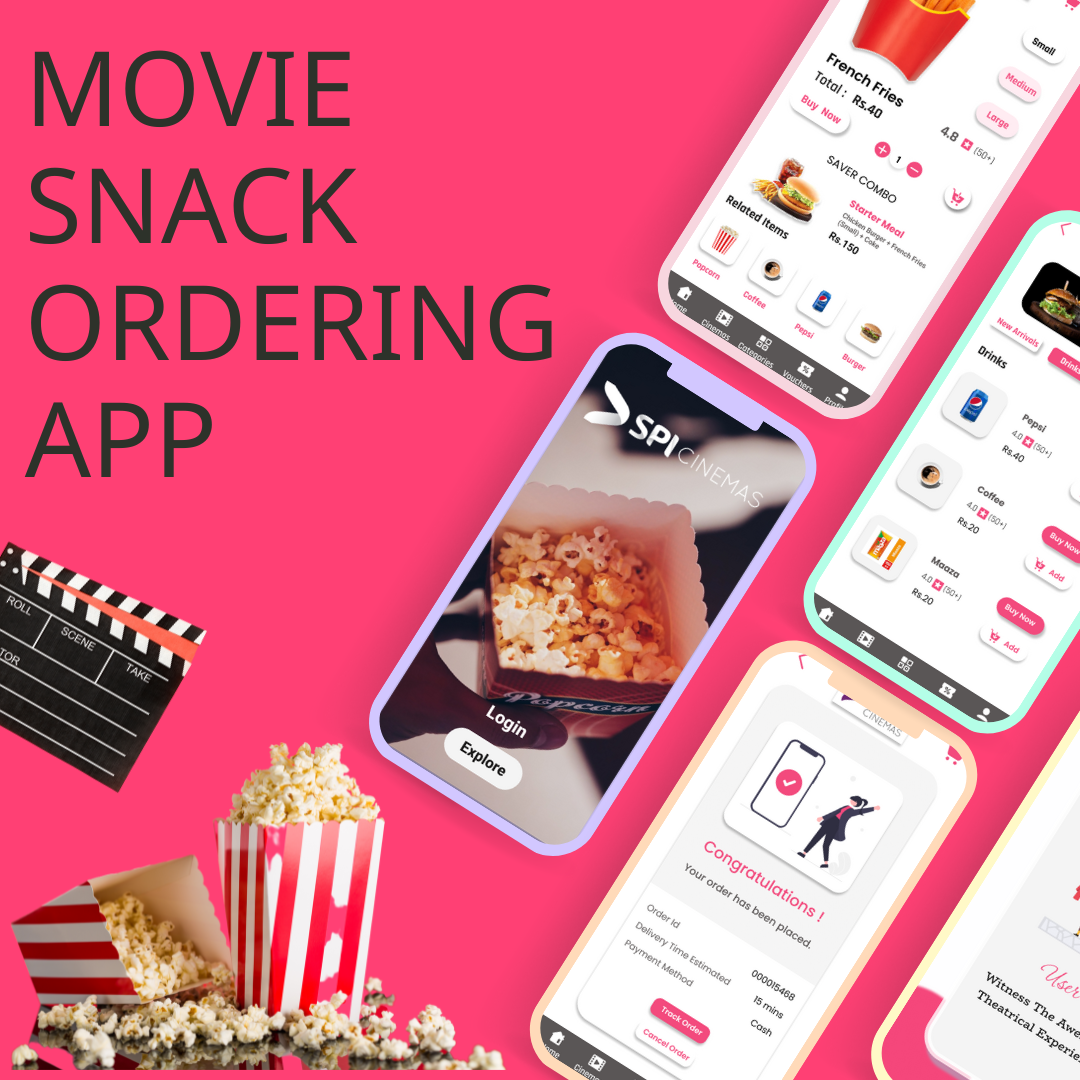 MOVIE
SNACK
ORDERING
APP
ROLL
SCENE
TAKE
TOR
French Fries
Total : Rs.40
Buy Now
Small
Medium
Large
4.8 (50+)
+ 1 −
SAVER COMBO
Starter Meal
Chicken Burger + French Fries
(Small) + Coke
Rs.150
Related Items
Popcorn
Coffee
Pepsi
Burger
ome
Cinemas
Categories
Vouchers
Profi
New Arrivals
Drinks
Drinks
Pepsi
4.0 (50+)
Rs.40
Coffee
4.0 (50+)
Rs.20
Buy Now
Add
Maaza
4.0 (50+)
Rs.20
Buy Now
Add
SPI CINEMAS
Popcorn
Login
Explore
CINEMAS
Congratulations !
Your order has been placed.
Order Id 000015468
Delivery Time Estimated 15 mins
Payment Method Cash
Track Order
Cancel Order
ome
Cinema
User
Witness The Awe
Theatrical Experie